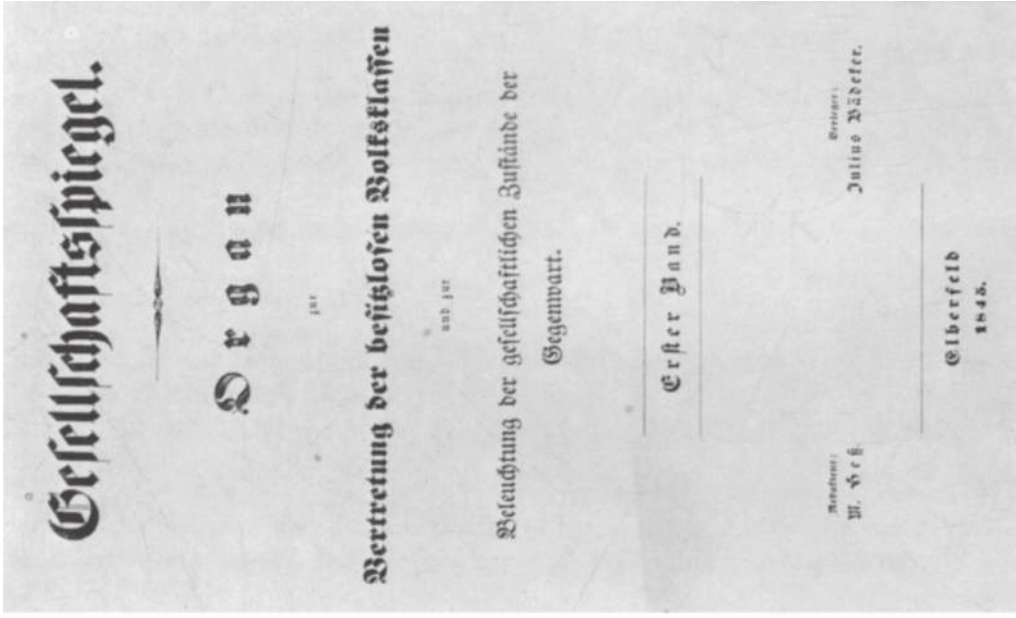 Gesellschaftsspiegel.
Organ
zur
Vertretung der besitzlosen Volksklassen
und zur
Beleuchtung der gesellschaftlichen Zustände der
Gegenwart.
Erster Band.
Redakteur:
M. Heß.
Verleger:
Julius Bädeker.
Elberfeld
1845.